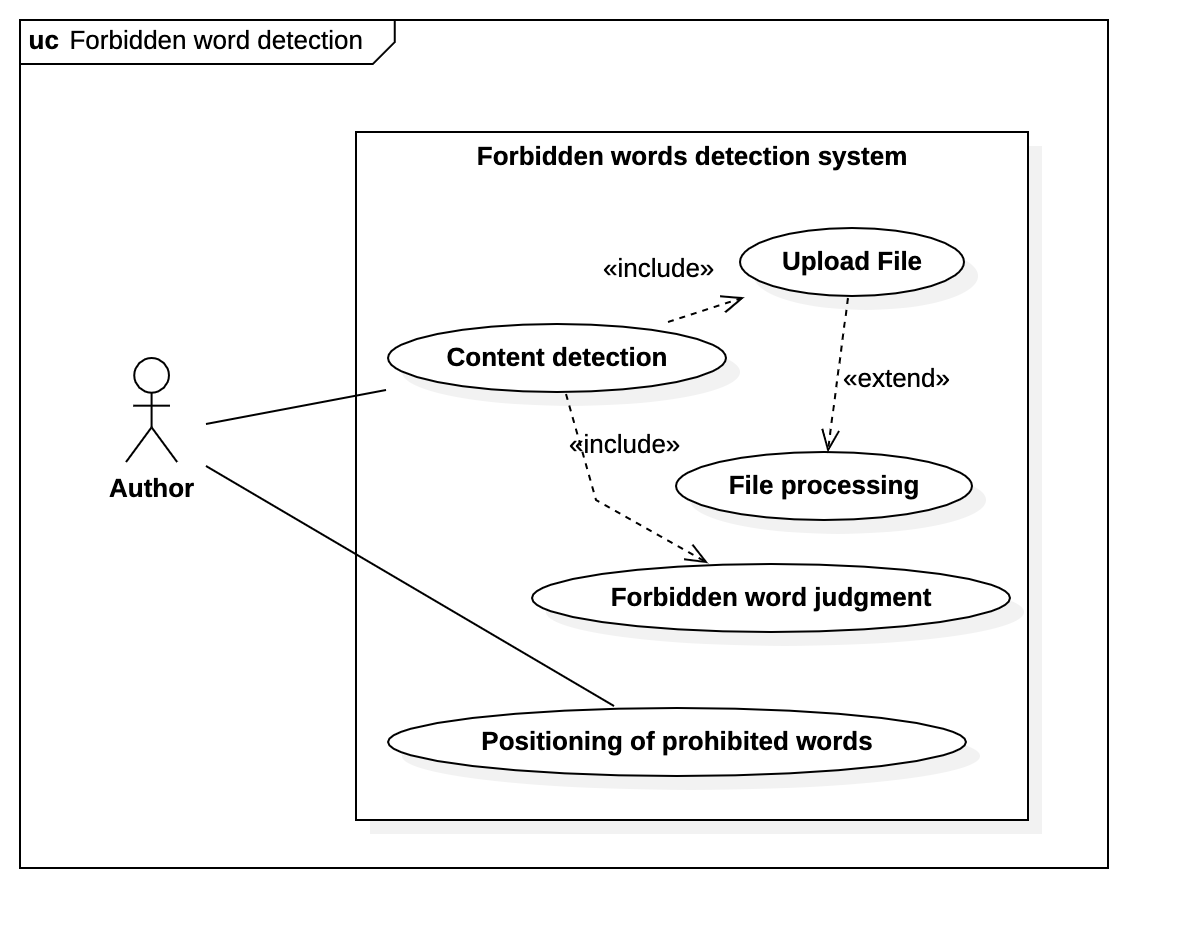 uc Forbidden word detection
Forbidden words detection system
«include»
Upload File
Content detection
«extend»
«include»
Author
File processing
Forbidden word judgment
Positioning of prohibited words